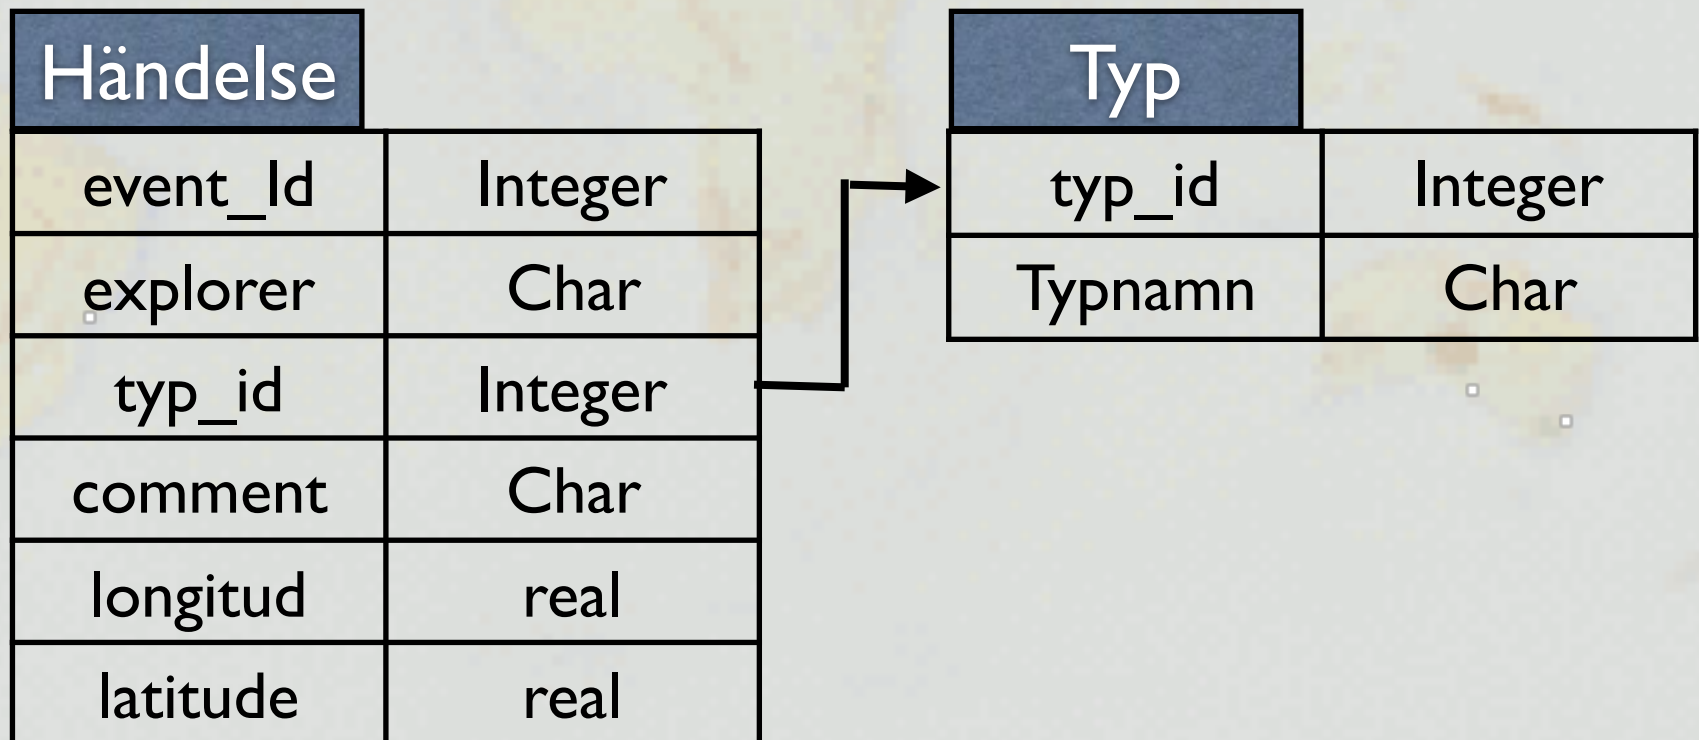 Händelse
event_Id Integer
explorer Char
typ_id Integer
comment Char
longitud real
latitude real
Typ
typ_id Integer
Typnamn Char